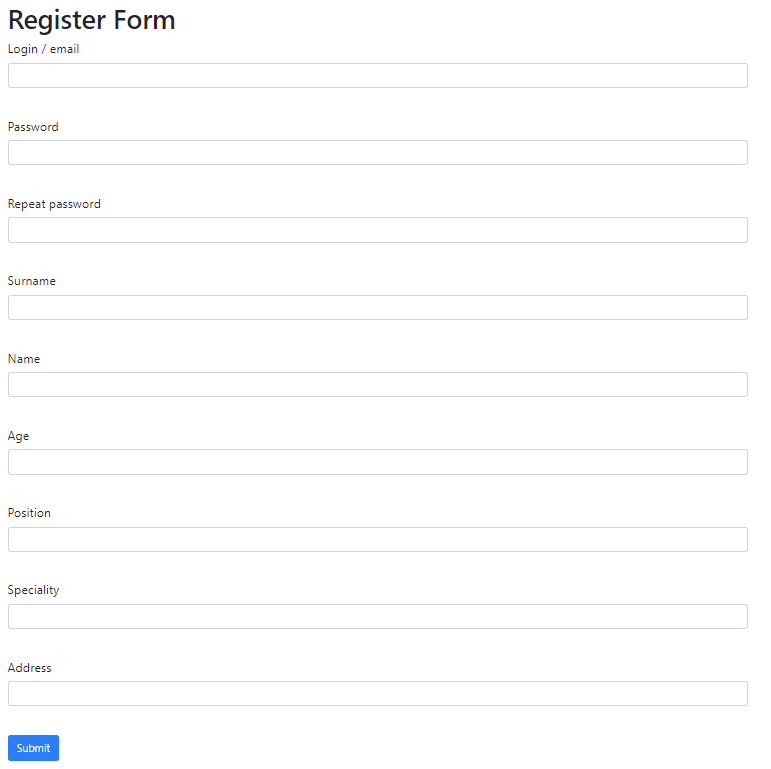 Register Form
Login / email
Password
Repeat password
Surname
Name
Age
Position
Speciality
Address
Submit